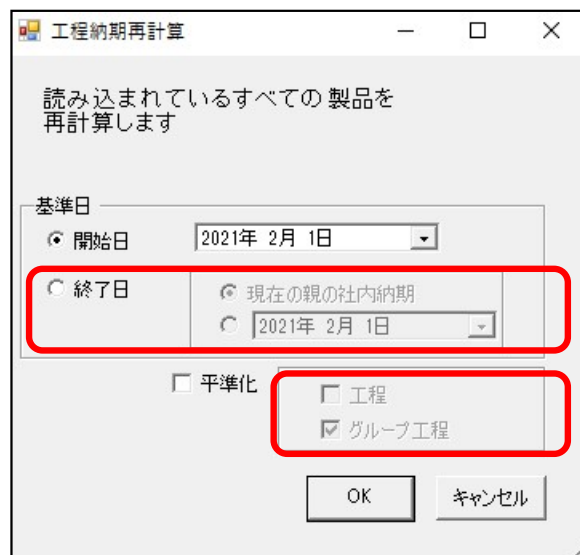 工程納期再計算
読み込まれているすべての製品を
再計算します
基準日
開始日 2021年 2月 1日
終了日 現在の親の社内納期
2021年 2月 1日
平準化 工程
グループ工程
OK キャンセル